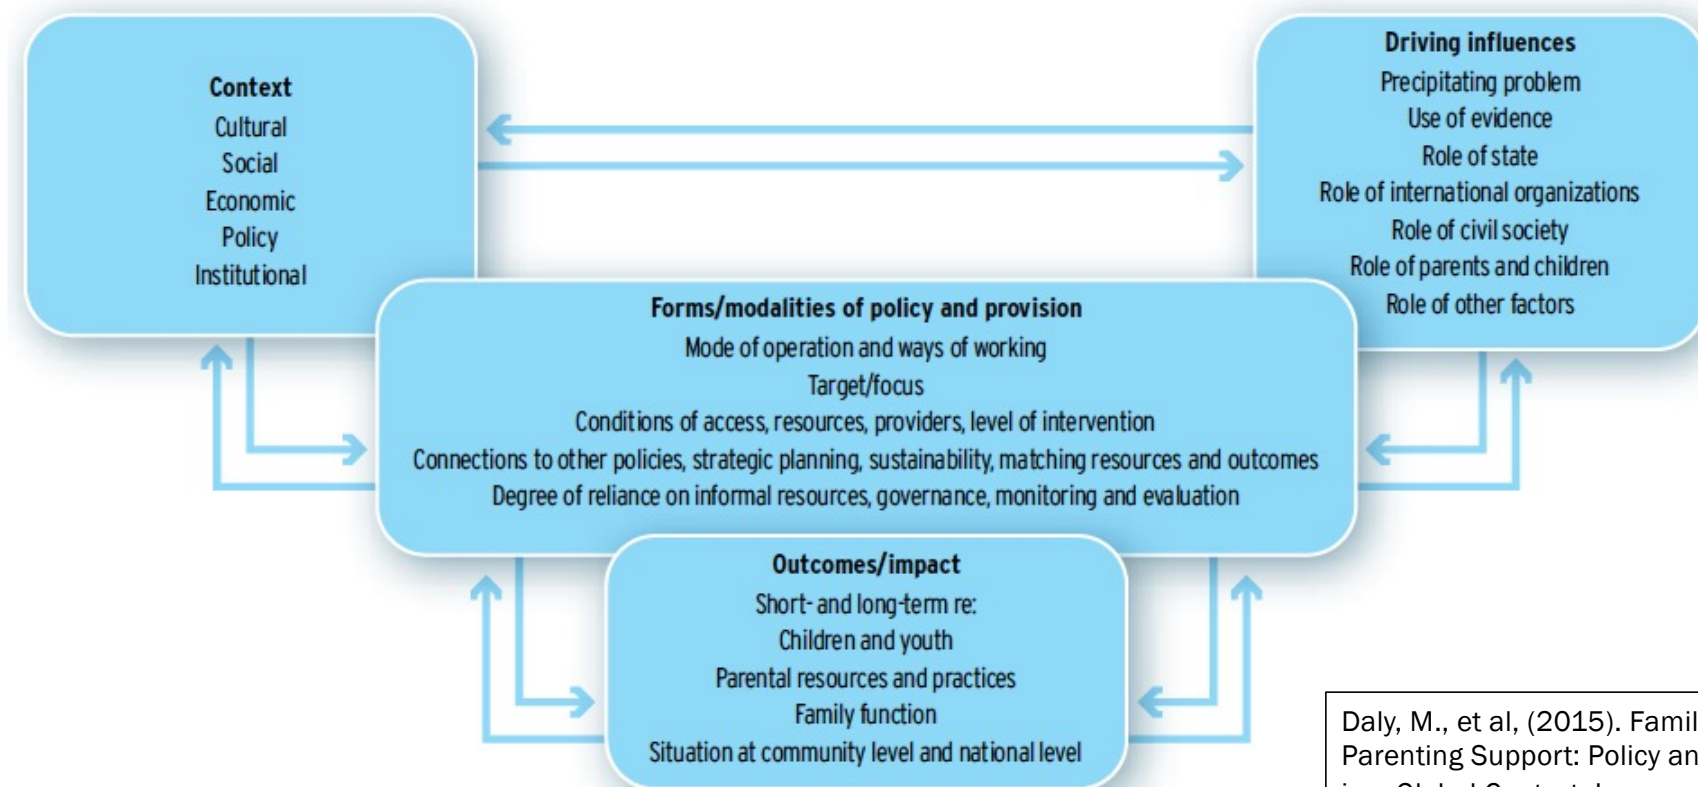 Context
Cultural
Social
Economic
Policy
Institutional
Driving influences
Precipitating problem
Use of evidence
Role of state
Role of international organizations
Role of civil society
Role of parents and children
Role of other factors
Forms/modalities of policy and provision
Mode of operation and ways of working
Target/focus
Conditions of access, resources, providers, level of intervention
Connections to other policies, strategic planning, sustainability, matching resources and outcomes
Degree of reliance on informal resources, governance, monitoring and evaluation
Outcomes/impact
Short- and long-term re:
Children and youth
Parental resources and practices
Family function
Situation at community level and national level
Daly, M., et al, (2015).
Parenting Support: Policy